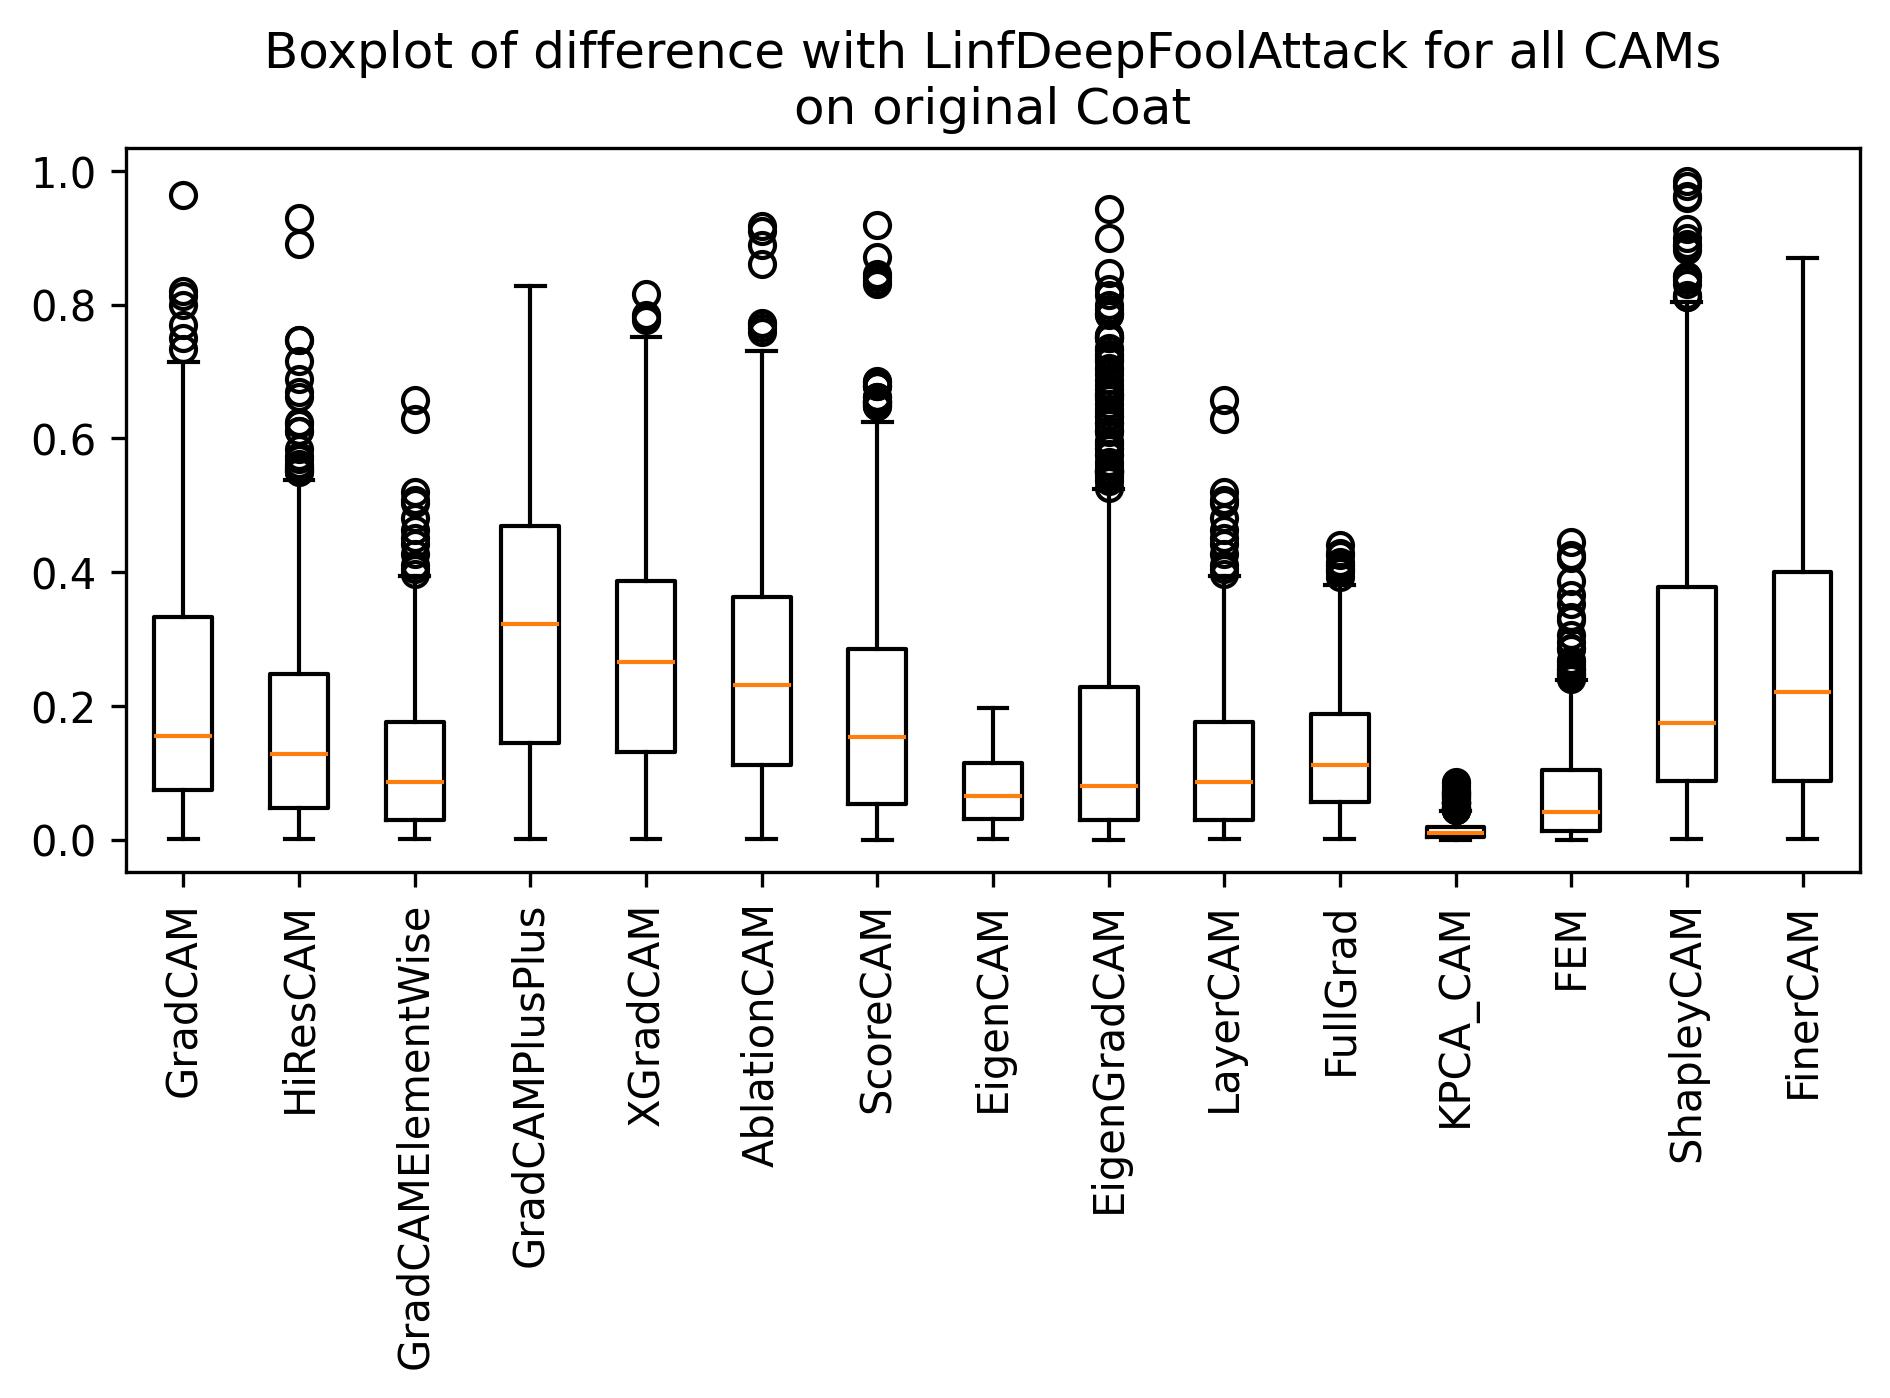 Boxplot of difference with LinfDeepFoolAttack for all CAMs
on original Coat
1.0
0.8
0.6
0.4
0.2
0.0
GradCAM
HiResCAM
GradCAMElementWise
GradCAMPlusPlus
XGradCAM
AblationCAM
ScoreCAM
EigenCAM
EigenGradCAM
LayerCAM
FullGrad
KPCA_CAM
FEM
ShapleyCAM
FinerCAM